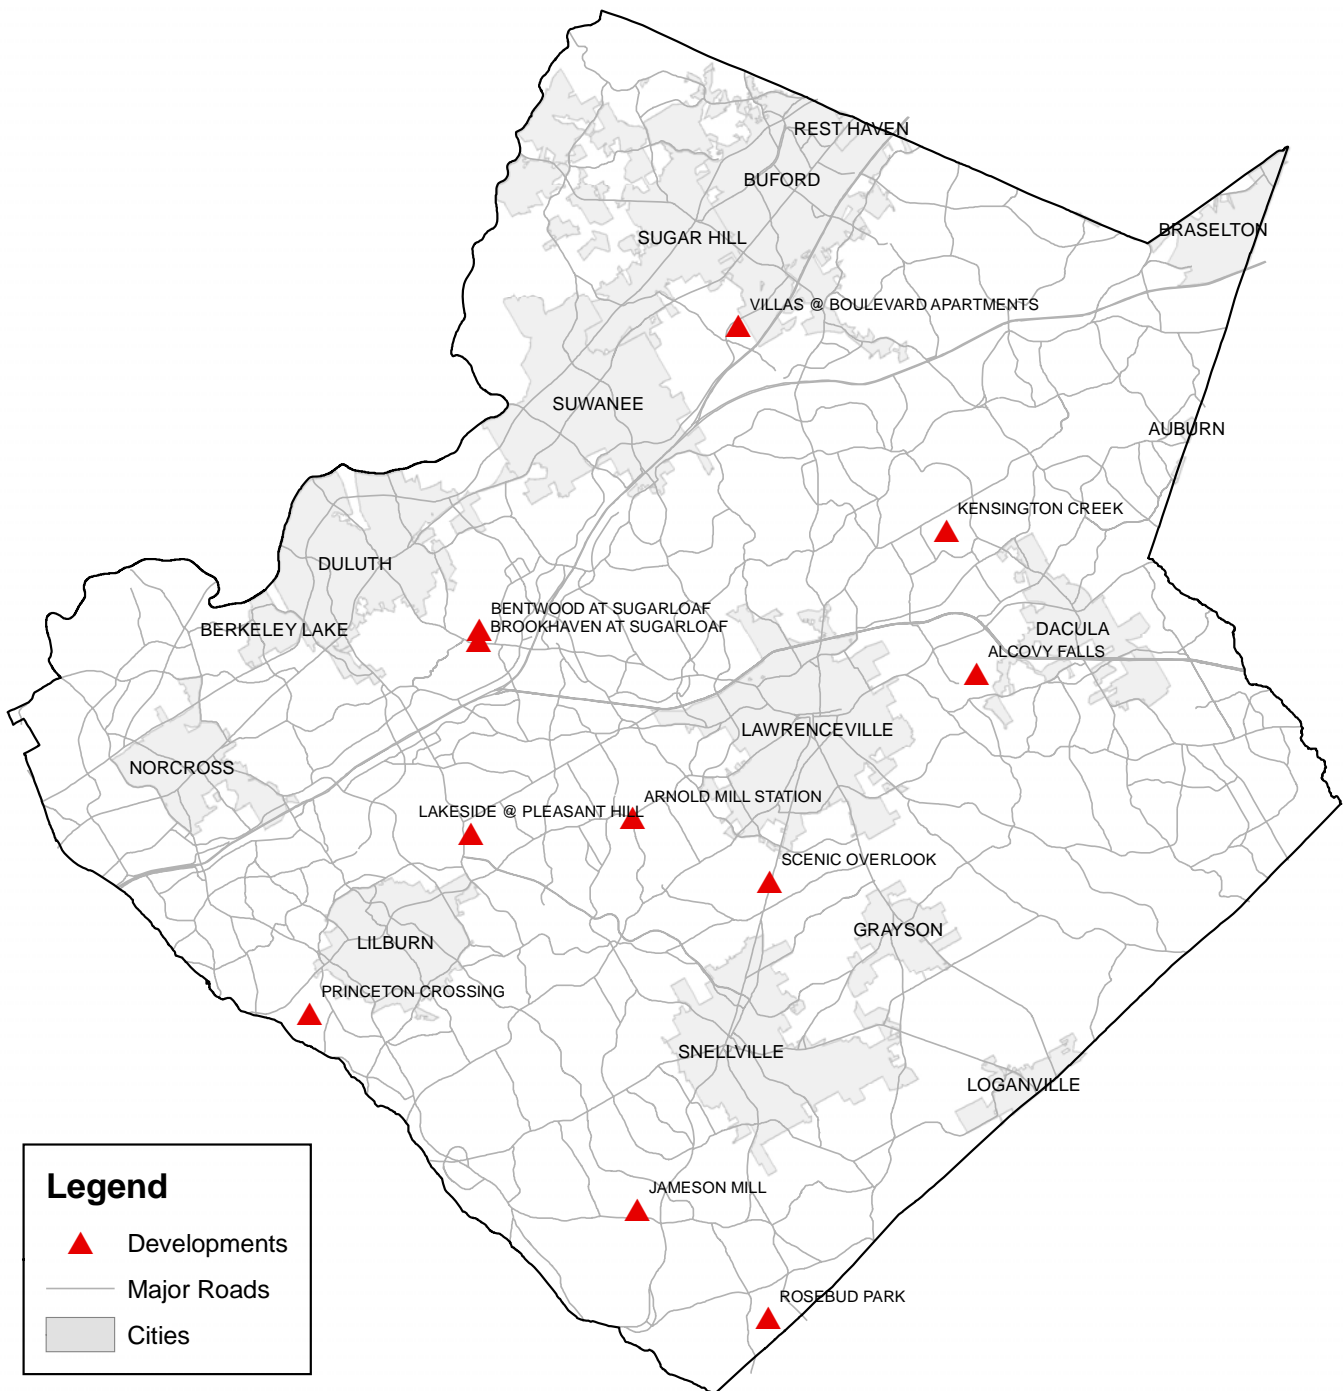 REST HAVEN
BUFORD
BRASELTON
SUGAR HILL
VILLAS @ BOULEVARD APARTMENTS
SUWANEE
AUBURN
KENSINGTON CREEK
DULUTH
BENTWOOD AT SUGARLOAF
BROOKHAVEN AT SUGARLOAF
BERKELEY LAKE
DACULA
ALCOVY FALLS
LAWRENCEVILLE
NORCROSS
ARNOLD MILL STATION
LAKESIDE @ PLEASANT HILL
SCENIC OVERLOOK
GRAYSON
LILBURN
PRINCETON CROSSING
SNELLVILLE
LOGANVILLE
JAMESON MILL
ROSEBUD PARK
Legend
Developments
Major Roads
Cities